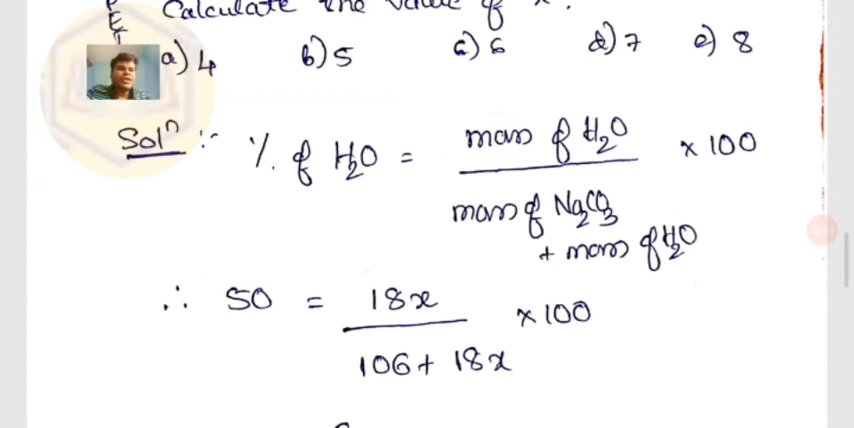 Calculate the value of x.
a) 4 b) 5 c) 6 d) 7 e) 8
Solⁿ :- % of H₂O = mass of H₂O / mass of Na₂CO₃ + mass of H₂O × 100
∴ 50 = 18x / 106 + 18x × 100